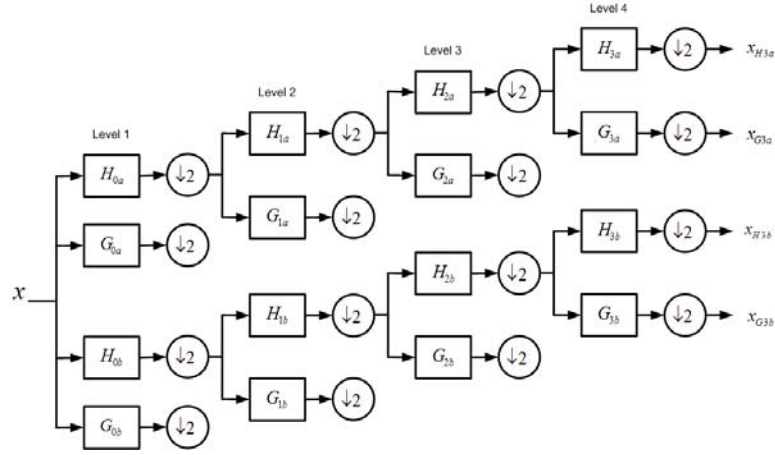 Level 4
H3a ↓2 xH3a
Level 3
H2a ↓2
Level 2
G3a ↓2 xG3a
H1a ↓2
Level 1
G2a ↓2
H0a ↓2
G1a ↓2
H3b ↓2 xH3b
G0a ↓2
H2b ↓2
x
H1b ↓2
G3b ↓2 xG3b
H0b ↓2
G2b ↓2
G1b ↓2
G0b ↓2